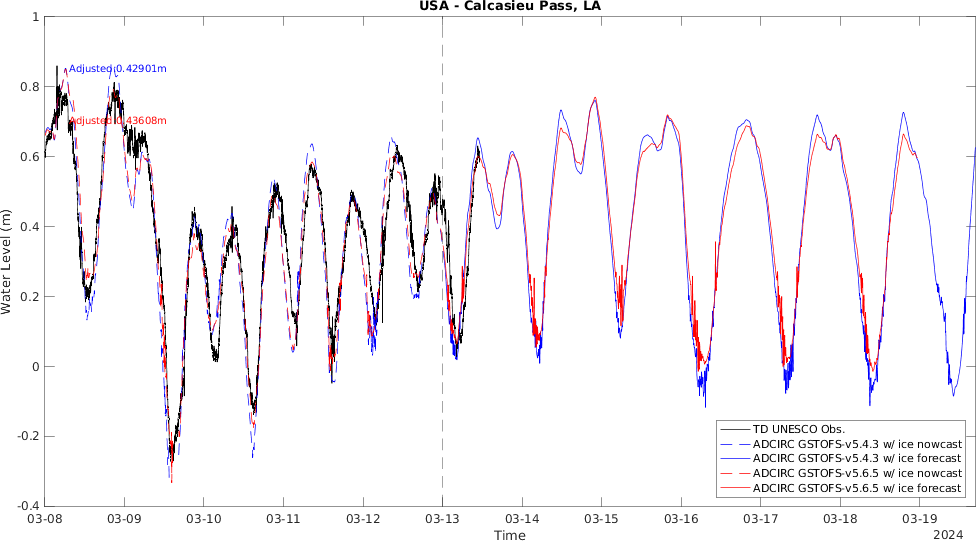 USA - Calcasieu Pass, LA
1
0.8
0.6
0.4
0.2
0
-0.2
-0.4
Water Level (m)
Adjusted 0.42901m
Adjusted 0.43608m
TD UNESCO Obs.
ADCIRC GSTOFS-v5.4.3 w/ ice nowcast
ADCIRC GSTOFS-v5.4.3 w/ ice forecast
ADCIRC GSTOFS-v5.6.5 w/ ice nowcast
ADCIRC GSTOFS-v5.6.5 w/ ice forecast
03-08 03-09 03-10 03-11 03-12 03-13 03-14 03-15 03-16 03-17 03-18 03-19
Time
2024